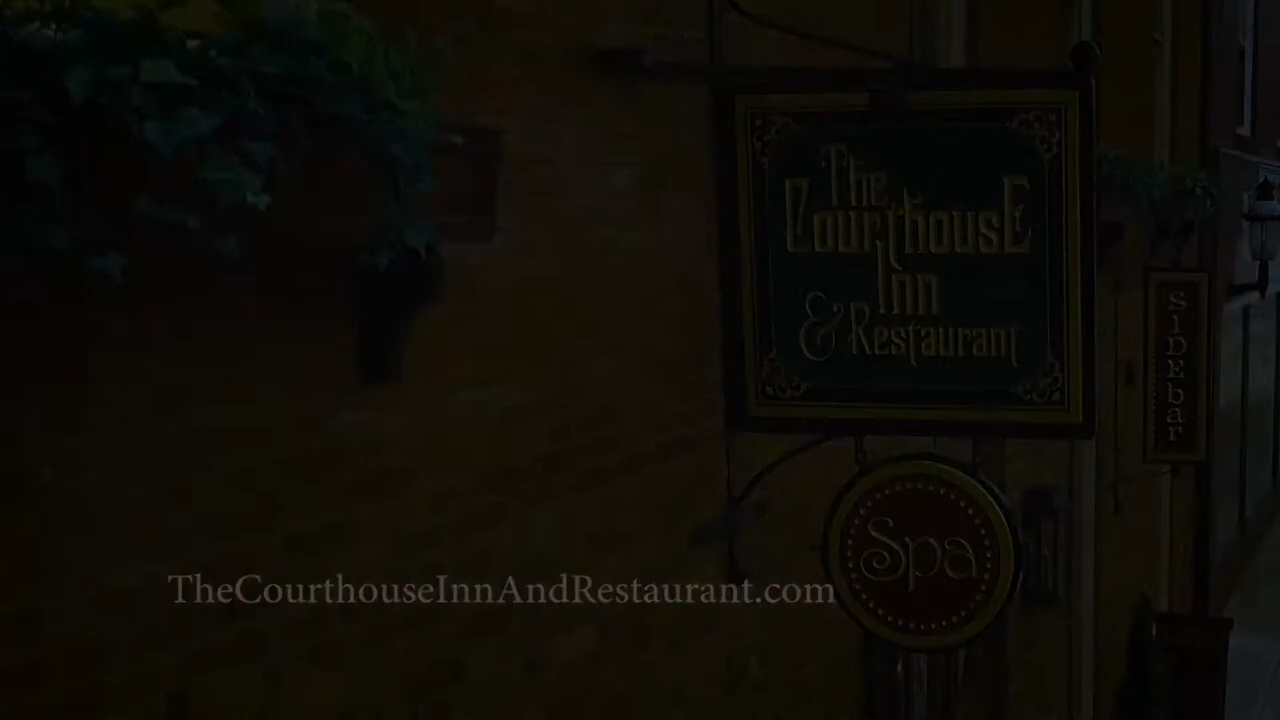 The
CourthousE
Inn
& Restaurant
SIDEbar
Spa
TheCourthouseInnAndRestaurant.com